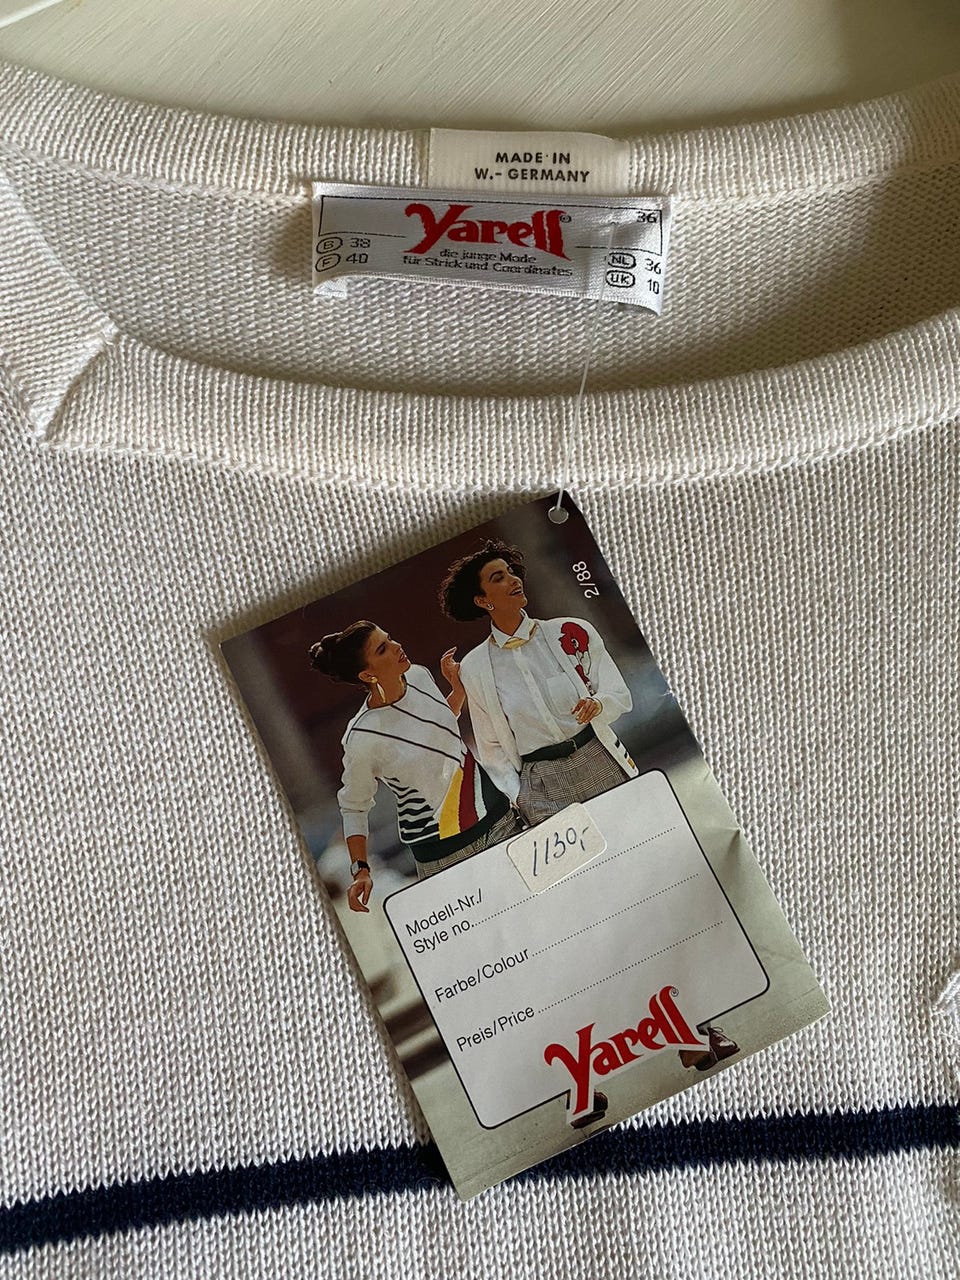 MADE IN
W.- GERMANY
Yarell®
36
B 38
F 40
die junge Mode
für Strick und Coordinates
NL 36
UK 10
2/88
1130,-
Modell-Nr./
Style no.
Farbe/Colour
Preis/Price
Yarell®